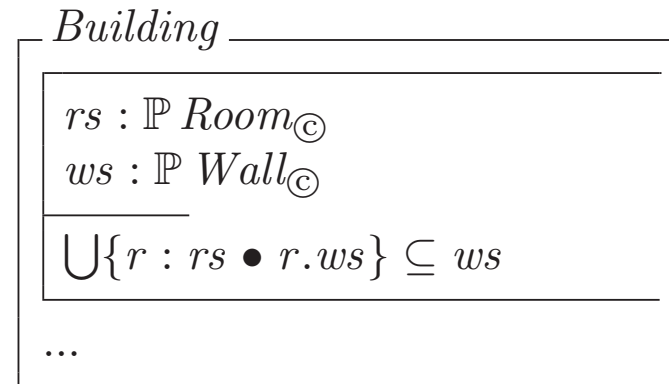 Building
rs : ℙ Room©
ws : ℙ Wall©
⋃{r : rs • r.ws} ⊆ ws
...